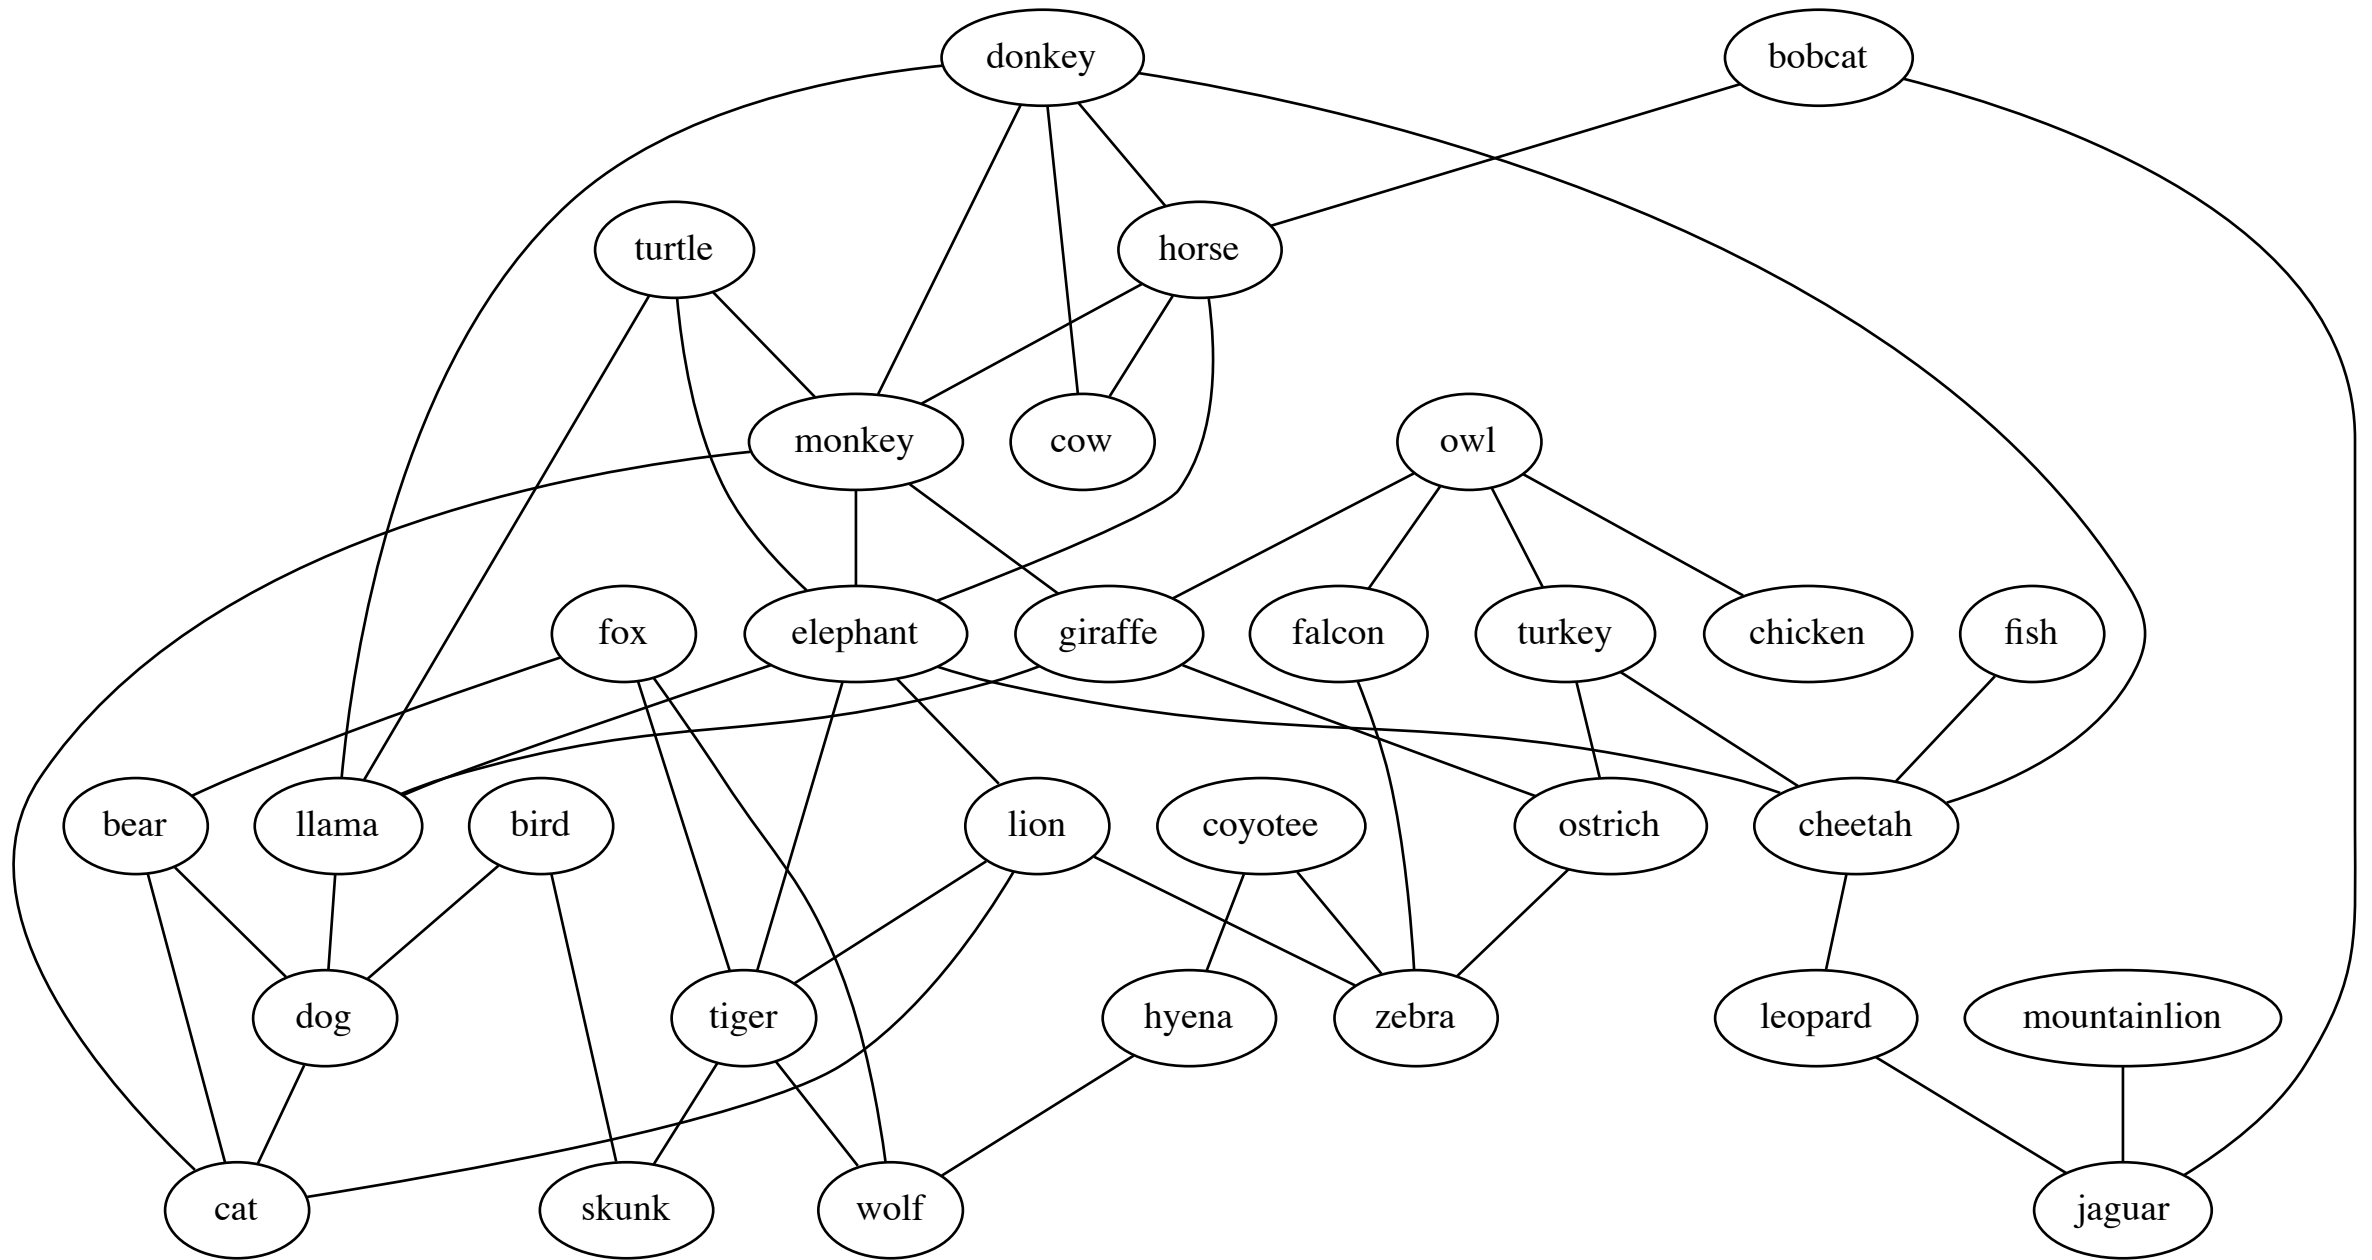 donkey
bobcat
turtle
horse
monkey
cow
owl
fox
elephant
giraffe
falcon
turkey
chicken
fish
bear
llama
bird
lion
coyotee
ostrich
cheetah
dog
tiger
hyena
zebra
leopard
mountainlion
cat
skunk
wolf
jaguar